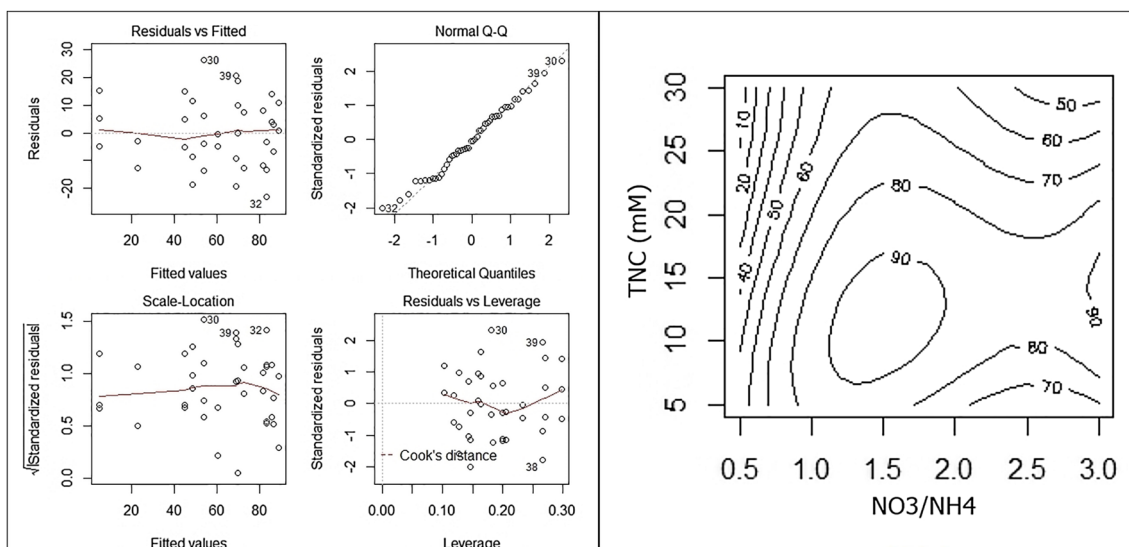 Residuals vs Fitted
30
20
10
0
-20
30
39
32
20 40 60 80
Residuals
Fitted values
Normal Q-Q
2
1
0
-1
-2
30
39
32
-2 -1 0 1 2
Standardized residuals
Theoretical Quantiles
Scale-Location
1.5
1.0
0.5
0.0
30
39
32
0 20 40 60 80
√|Standardized residuals|
Fitted values
Residuals vs Leverage
2
1
0
-1
-2
30
39
38
Cook's distance
0.00 0.10 0.20 0.30
Standardized residuals
Leverage
30
25
20
15
10
5
TNC (mM)
10
20
40
50
60
80
90
50
60
70
90
80
70
0.5 1.0 1.5 2.0 2.5 3.0
NO3/NH4